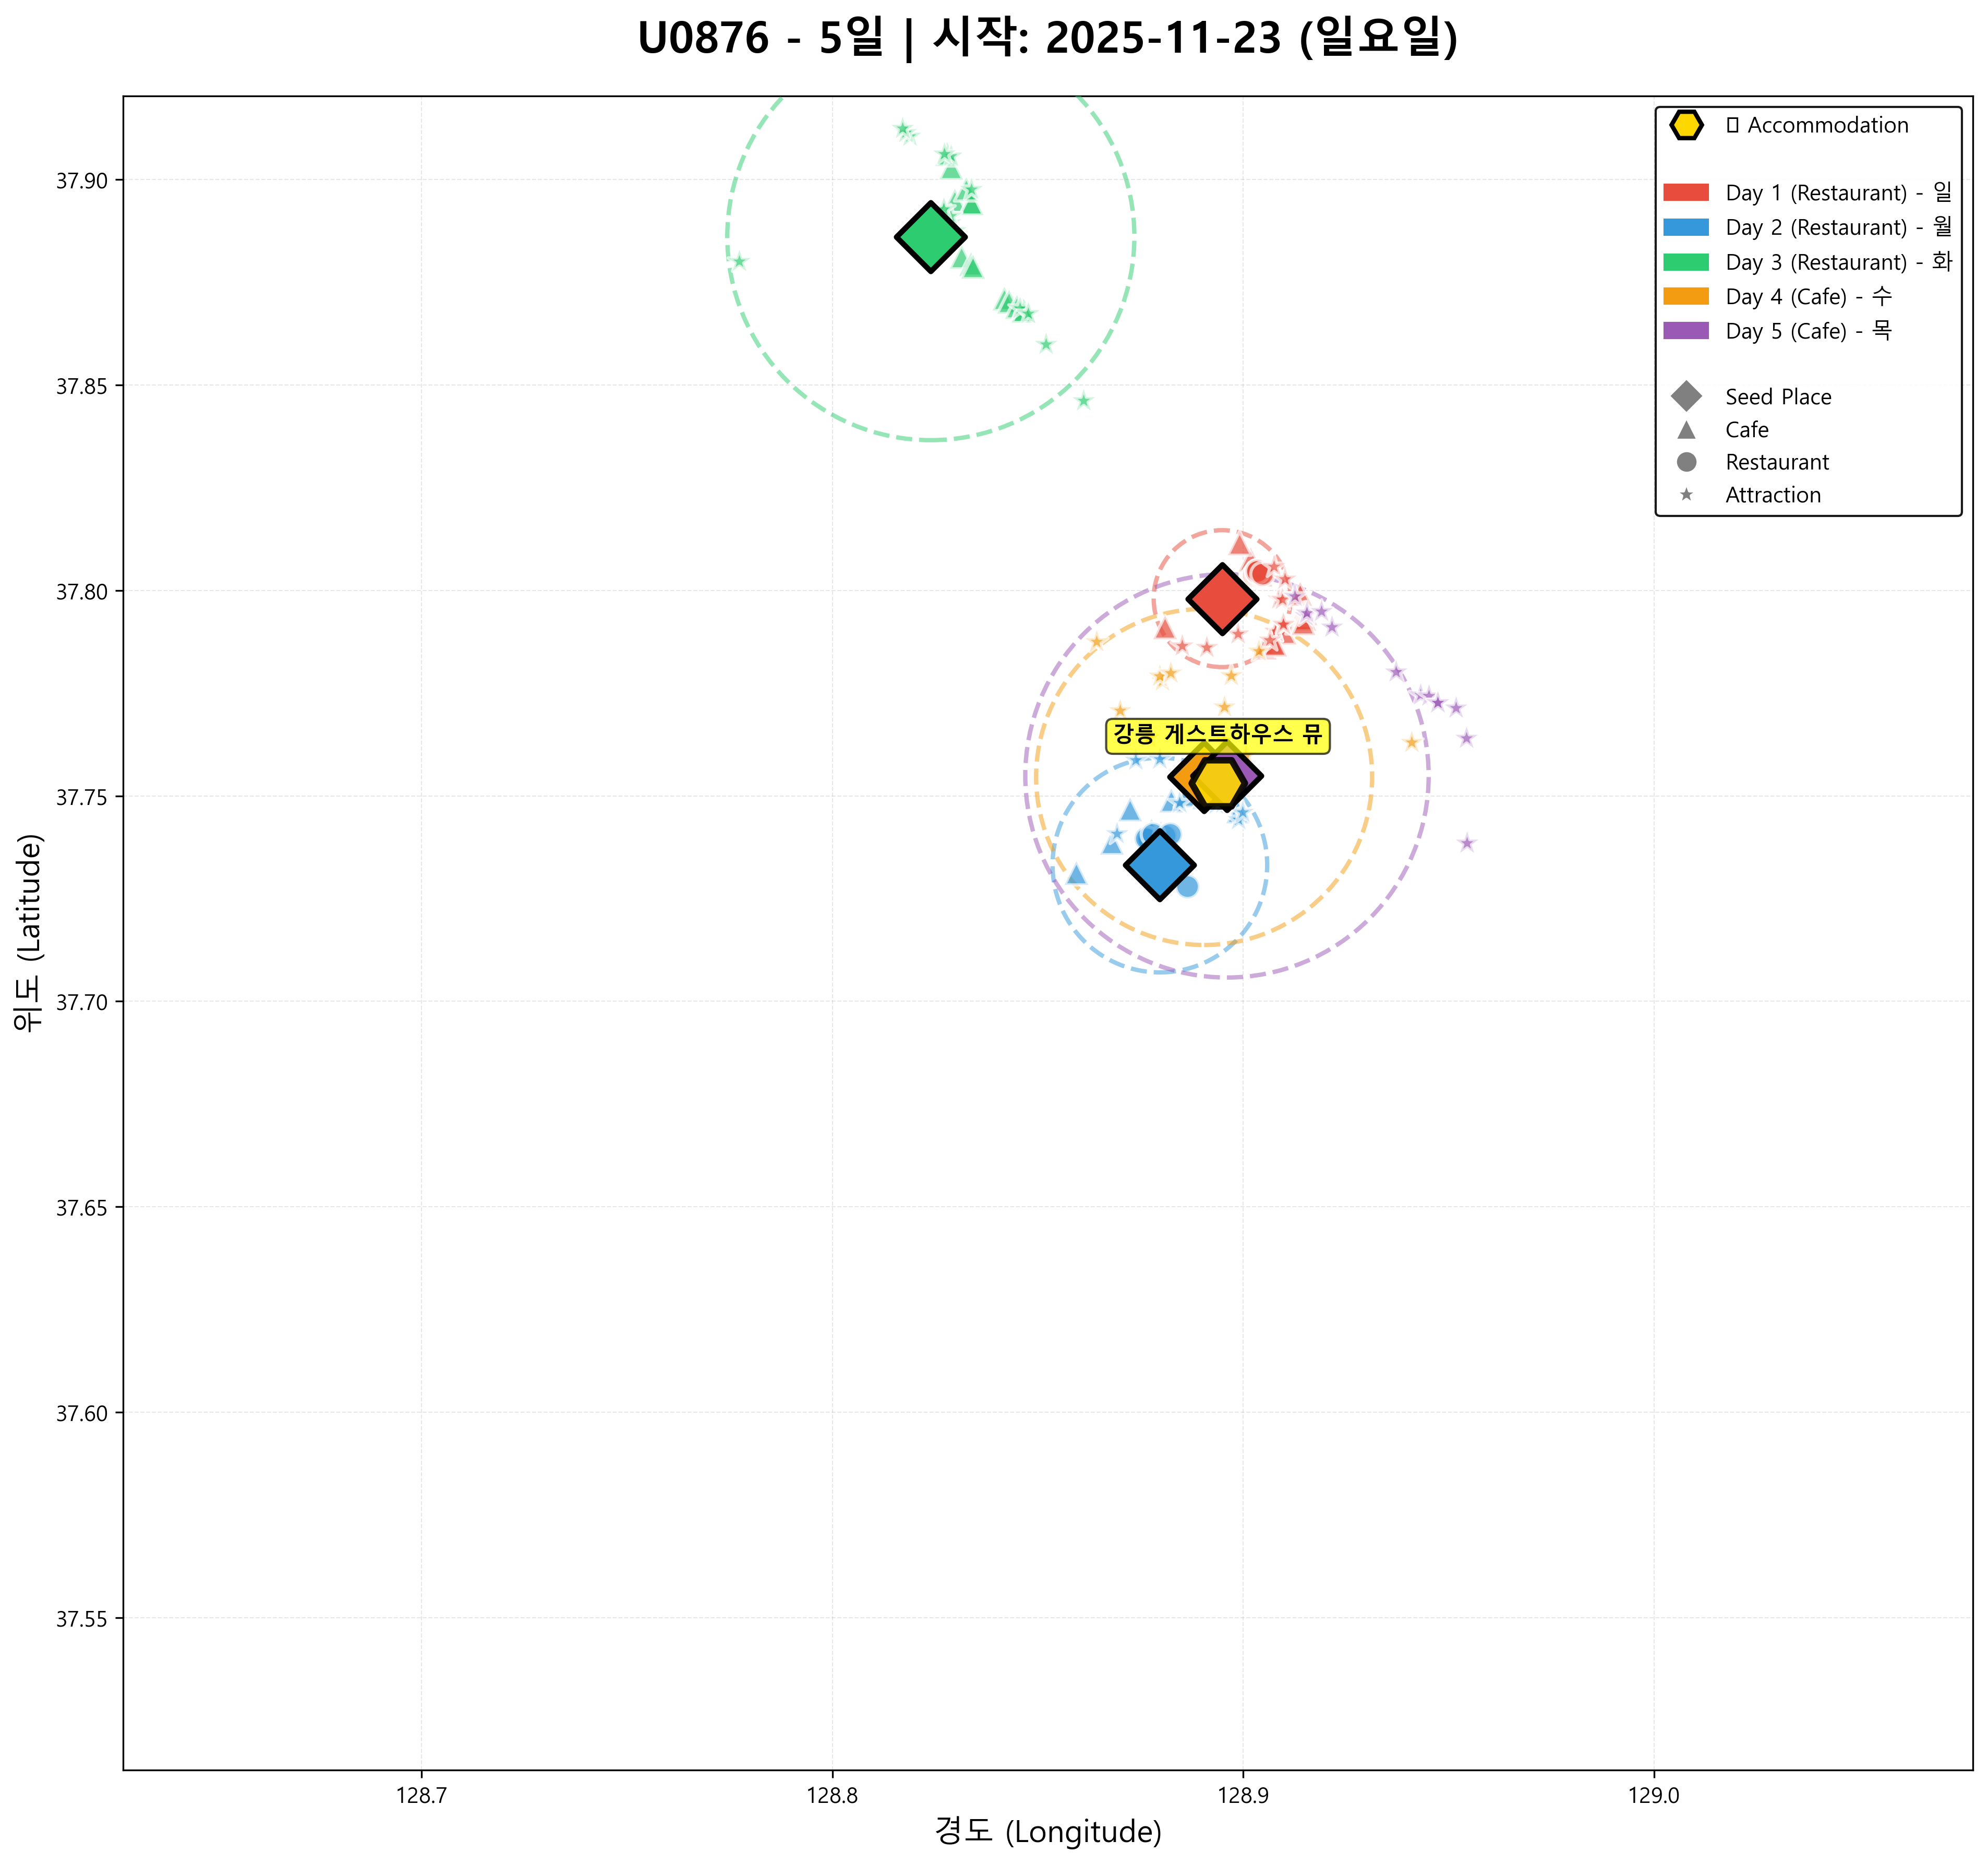 U0876 - 5일 | 시작: 2025-11-23 (일요일)
▯ Accommodation
Day 1 (Restaurant) - 일
Day 2 (Restaurant) - 월
Day 3 (Restaurant) - 화
Day 4 (Cafe) - 수
Day 5 (Cafe) - 목
Seed Place
Cafe
Restaurant
Attraction
강릉 게스트하우스 뮤
위도 (Latitude)
37.90
37.85
37.80
37.75
37.70
37.65
37.60
37.55
128.7
128.8
128.9
129.0
경도 (Longitude)